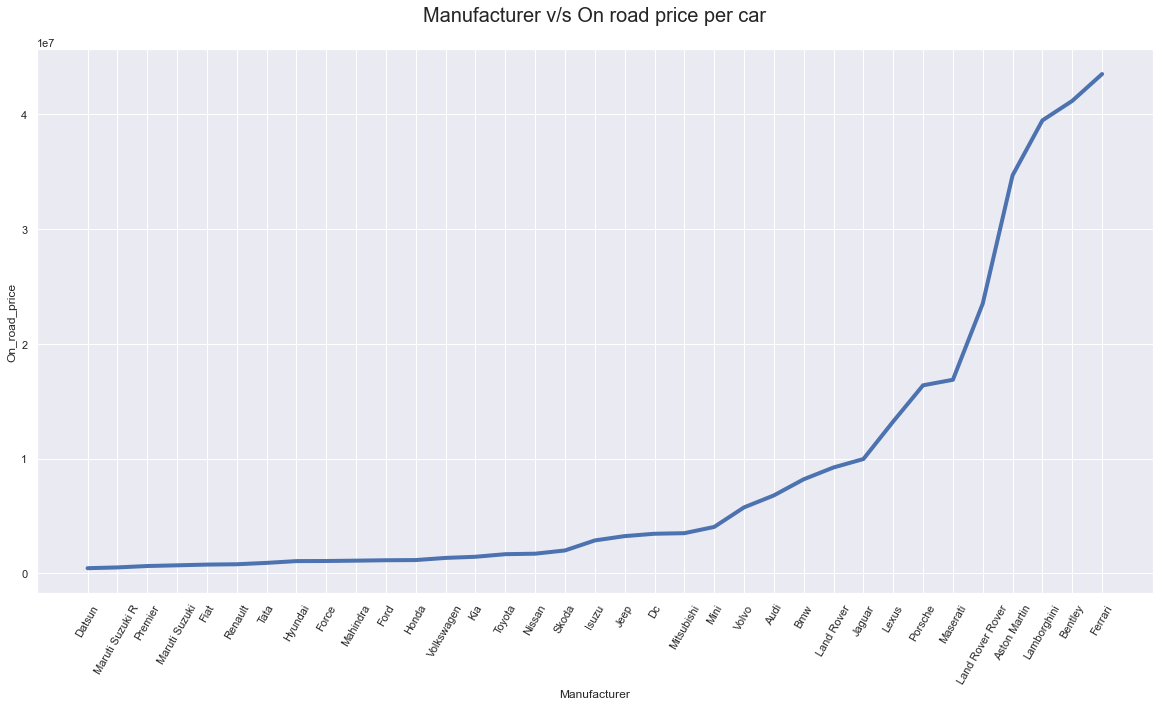 Manufacturer v/s On road price per car
1e7
4
3
2
1
0
On_road_price
Datsun
Maruti Suzuki R
Premier
Maruti Suzuki
Fiat
Renault
Tata
Hyundai
Force
Mahindra
Ford
Honda
Volkswagen
Kia
Toyota
Nissan
Skoda
Isuzu
Jeep
Dc
Mitsubishi
Mini
Volvo
Audi
Bmw
Land Rover
Jaguar
Lexus
Porsche
Maserati
Land Rover Rover
Aston Martin
Lamborghini
Bentley
Ferrari
Manufacturer